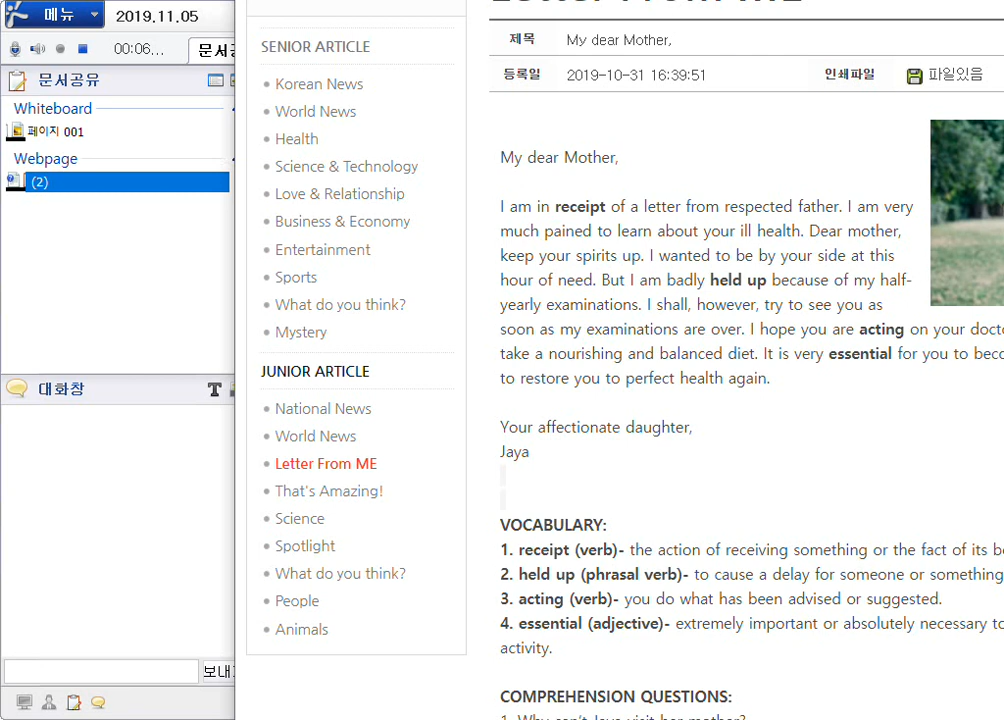 메뉴
2019.11.05
00:06...
문서
문서공유
Whiteboard
페이지 001
Webpage
(2)
대화창
T
보내
SENIOR ARTICLE
Korean News
World News
Health
Science & Technology
Love & Relationship
Business & Economy
Entertainment
Sports
What do you think?
Mystery
JUNIOR ARTICLE
National News
World News
Letter From ME
That's Amazing!
Science
Spotlight
What do you think?
People
Animals
제목 My dear Mother,
등록일 2019-10-31 16:39:51 인쇄파일 파일있음
My dear Mother,
I am in receipt of a letter from respected father. I am very
much pained to learn about your ill health. Dear mother,
keep your spirits up. I wanted to be by your side at this
hour of need. But I am badly held up because of my half-
yearly examinations. I shall, however, try to see you as
soon as my examinations are over. I hope you are acting on your docto
take a nourishing and balanced diet. It is very essential for you to beco
to restore you to perfect health again.
Your affectionate daughter,
Jaya
VOCABULARY:
1. receipt (verb)- the action of receiving something or the fact of its be
2. held up (phrasal verb)- to cause a delay for someone or something
3. acting (verb)- you do what has been advised or suggested.
4. essential (adjective)- extremely important or absolutely necessary to
activity.
COMPREHENSION QUESTIONS:
1. Why can't Jaya visit her mother?